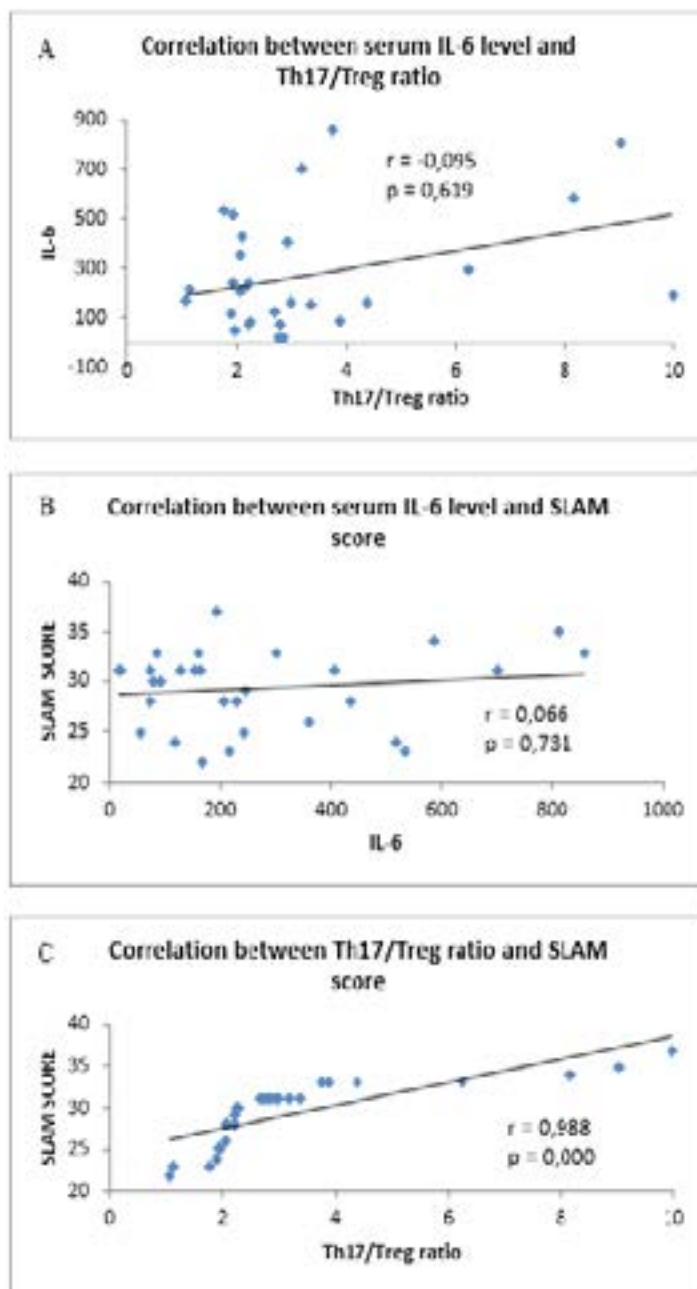 A
Correlation between serum IL-6 level and
Th17/Treg ratio
900
700
500
300
100
-100
IL-6
r = -0,095
p = 0,619
0 2 4 6 8 10
Th17/Treg ratio
B
Correlation between serum IL-6 level and SLAM
score
40
35
30
25
20
SLAM SCORE
r = 0,066
p = 0,731
0 200 400 600 800 1000
IL-6
C
Correlation between Th17/Treg ratio and SLAM
score
40
35
30
25
20
SLAM SCORE
r = 0,988
p = 0,000
0 2 4 6 8 10
Th17/Treg ratio